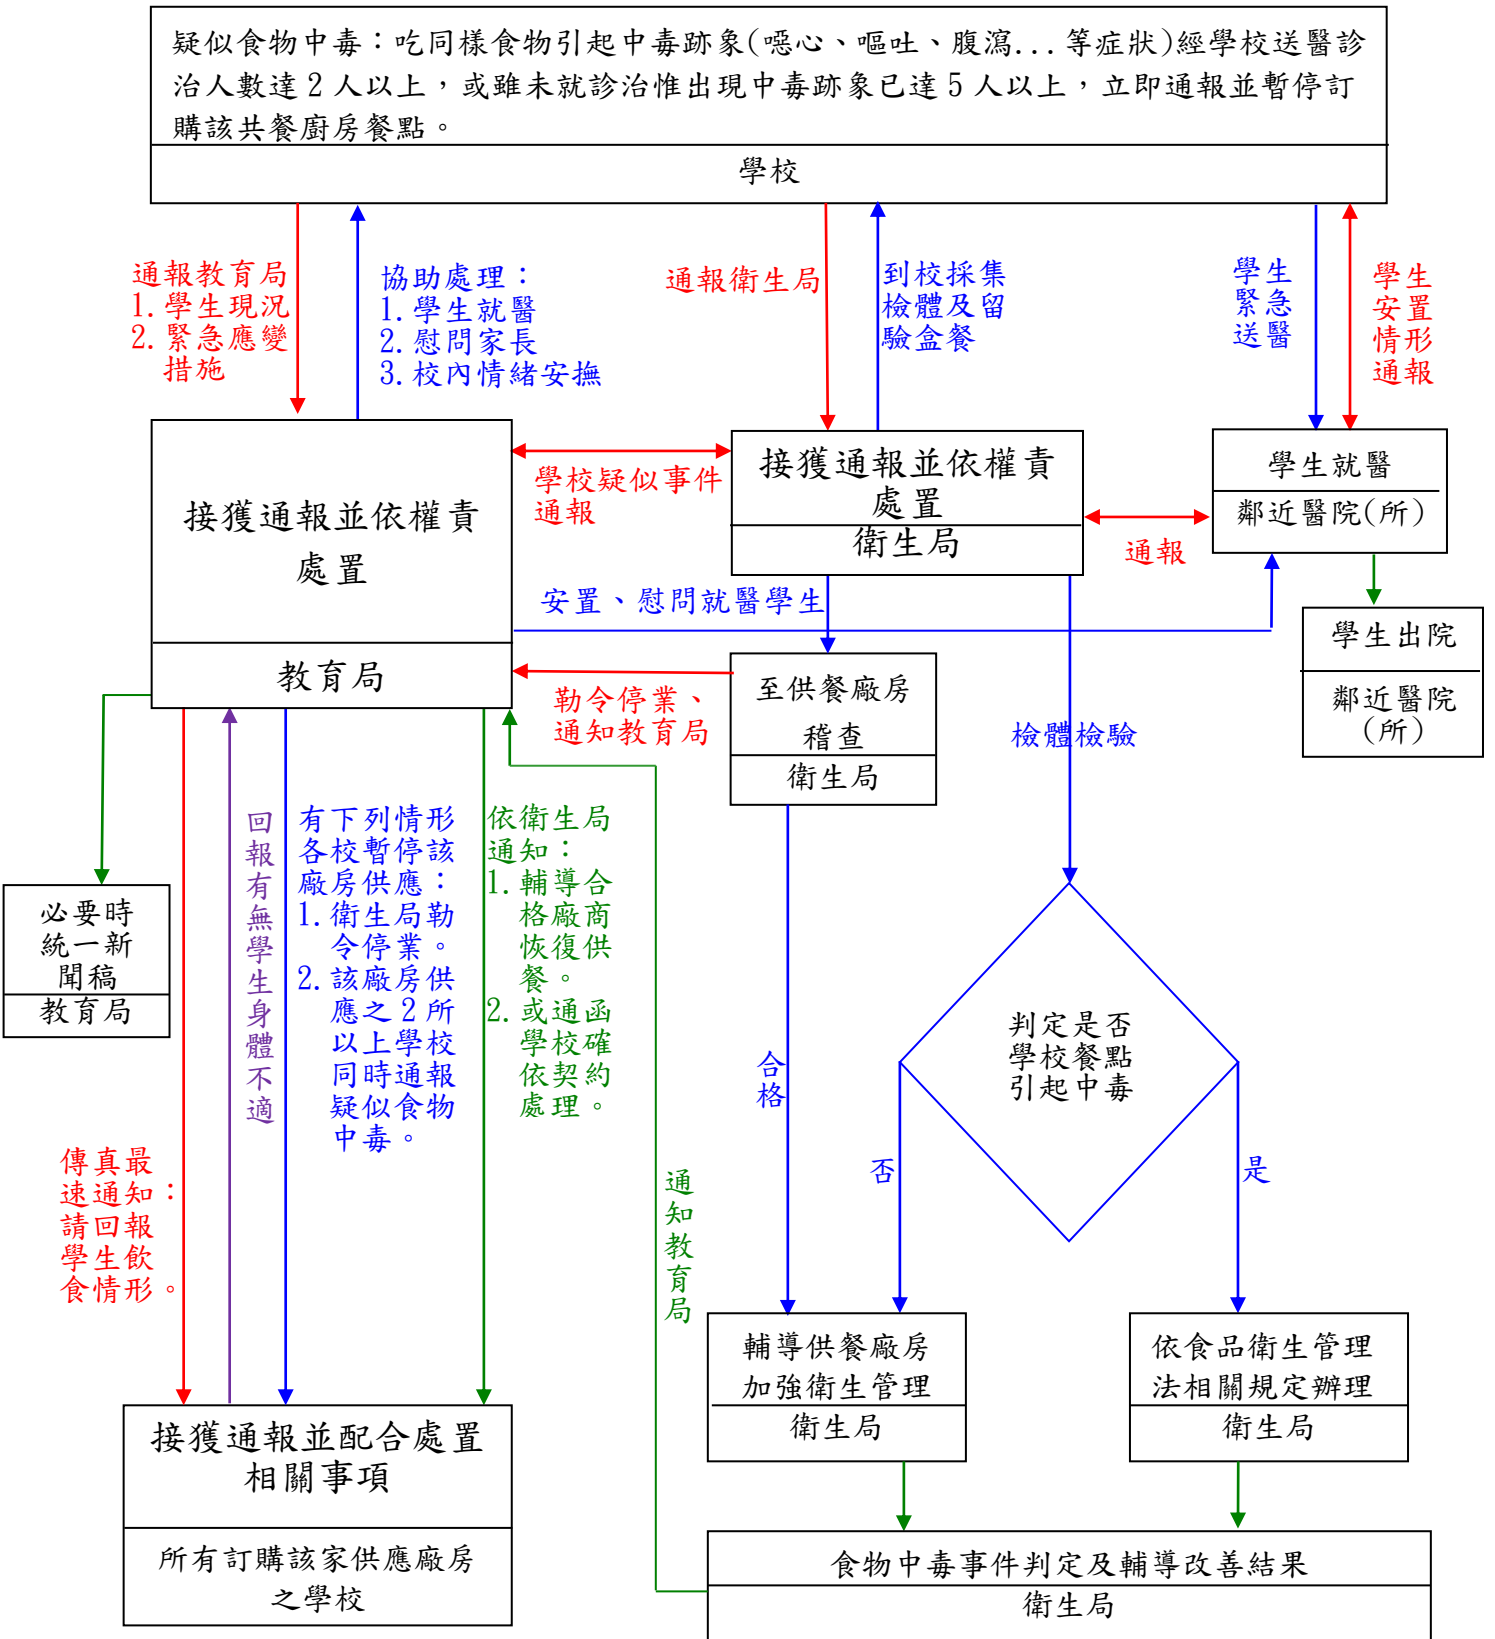 疑似食物中毒：吃同樣食物引起中毒跡象(噁心、嘔吐、腹瀉...等症狀)經學校送醫診
治人數達2人以上，或雖未就診治惟出現中毒跡象已達5人以上，立即通報並暫停訂
購該共餐廚房餐點。
學校
通報教育局
1.學生現況
2.緊急應變
措施
協助處理：
1.學生就醫
2.慰問家長
3.校內情緒安撫
通報衛生局
到校採集
檢體及留
驗盒餐
學生
緊急
送醫
學生
安置
情形
通報
接獲通報並依權責
處置
教育局
學校疑似事件
通報
接獲通報並依權責
處置
衛生局
通報
學生就醫
鄰近醫院(所)
安置、慰問就醫學生
學生出院
鄰近醫院
(所)
勒令停業、
通知教育局
至供餐廠房
稽查
衛生局
檢體檢驗
必要時
統一新
聞稿
教育局
回報有無學生身體不適
有下列情形
各校暫停該
廠房供應：
1.衛生局勒
令停業。
2.該廠房供
應之2所
以上學校
同時通報
疑似食物
中毒。
依衛生局
通知：
1.輔導合
格廠商
恢復供
餐。
2.或通函
學校確
依契約
處理。
合格
判定是否
學校餐點
引起中毒
否
是
傳真最
速通知：
請回報
學生飲
食情形。
通知教育局
輔導供餐廠房
加強衛生管理
衛生局
依食品衛生管理
法相關規定辦理
衛生局
接獲通報並配合處置
相關事項
所有訂購該家供應廠房
之學校
食物中毒事件判定及輔導改善結果
衛生局